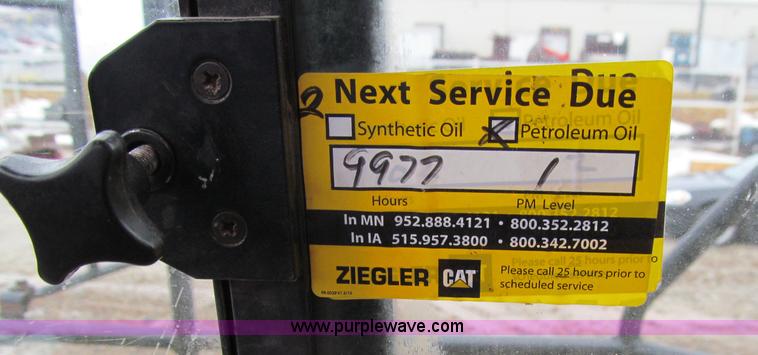 2
Next Service Due
Synthetic Oil Petroleum Oil
9977 1
Hours PM Level
In MN 952.888.4121 • 800.352.2812
In IA 515.957.3800 • 800.342.7002
ZIEGLER CAT
Please call 25 hours prior to
scheduled service
www.purplewave.com